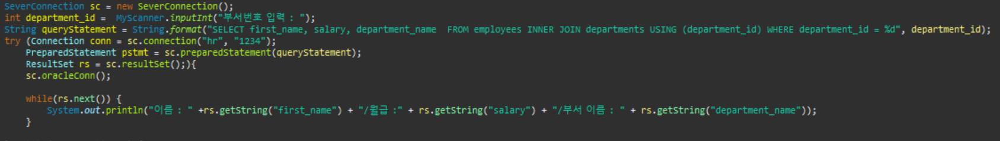 SeverConnection sc = new SeverConnection();
int department_id =  MyScanner.inputInt("부서번호 입력 : ");
String queryStatement = String.format("SELECT first_name, salary, department_name  FROM employees INNER JOIN departments USING (department_id) WHERE department_id = %d", department_id);
try (Connection conn = sc.connection("hr", "1234");
    PreparedStatement pstmt = sc.preparedStatement(queryStatement);
    ResultSet rs = sc.resultSet();){
    sc.oracleConn();
    while(rs.next()) {
        System.out.println("이름 : " +rs.getString("first_name") + "/월급 :" + rs.getString("salary") + "/부서 이름 : " + rs.getString("department_name"));
    }